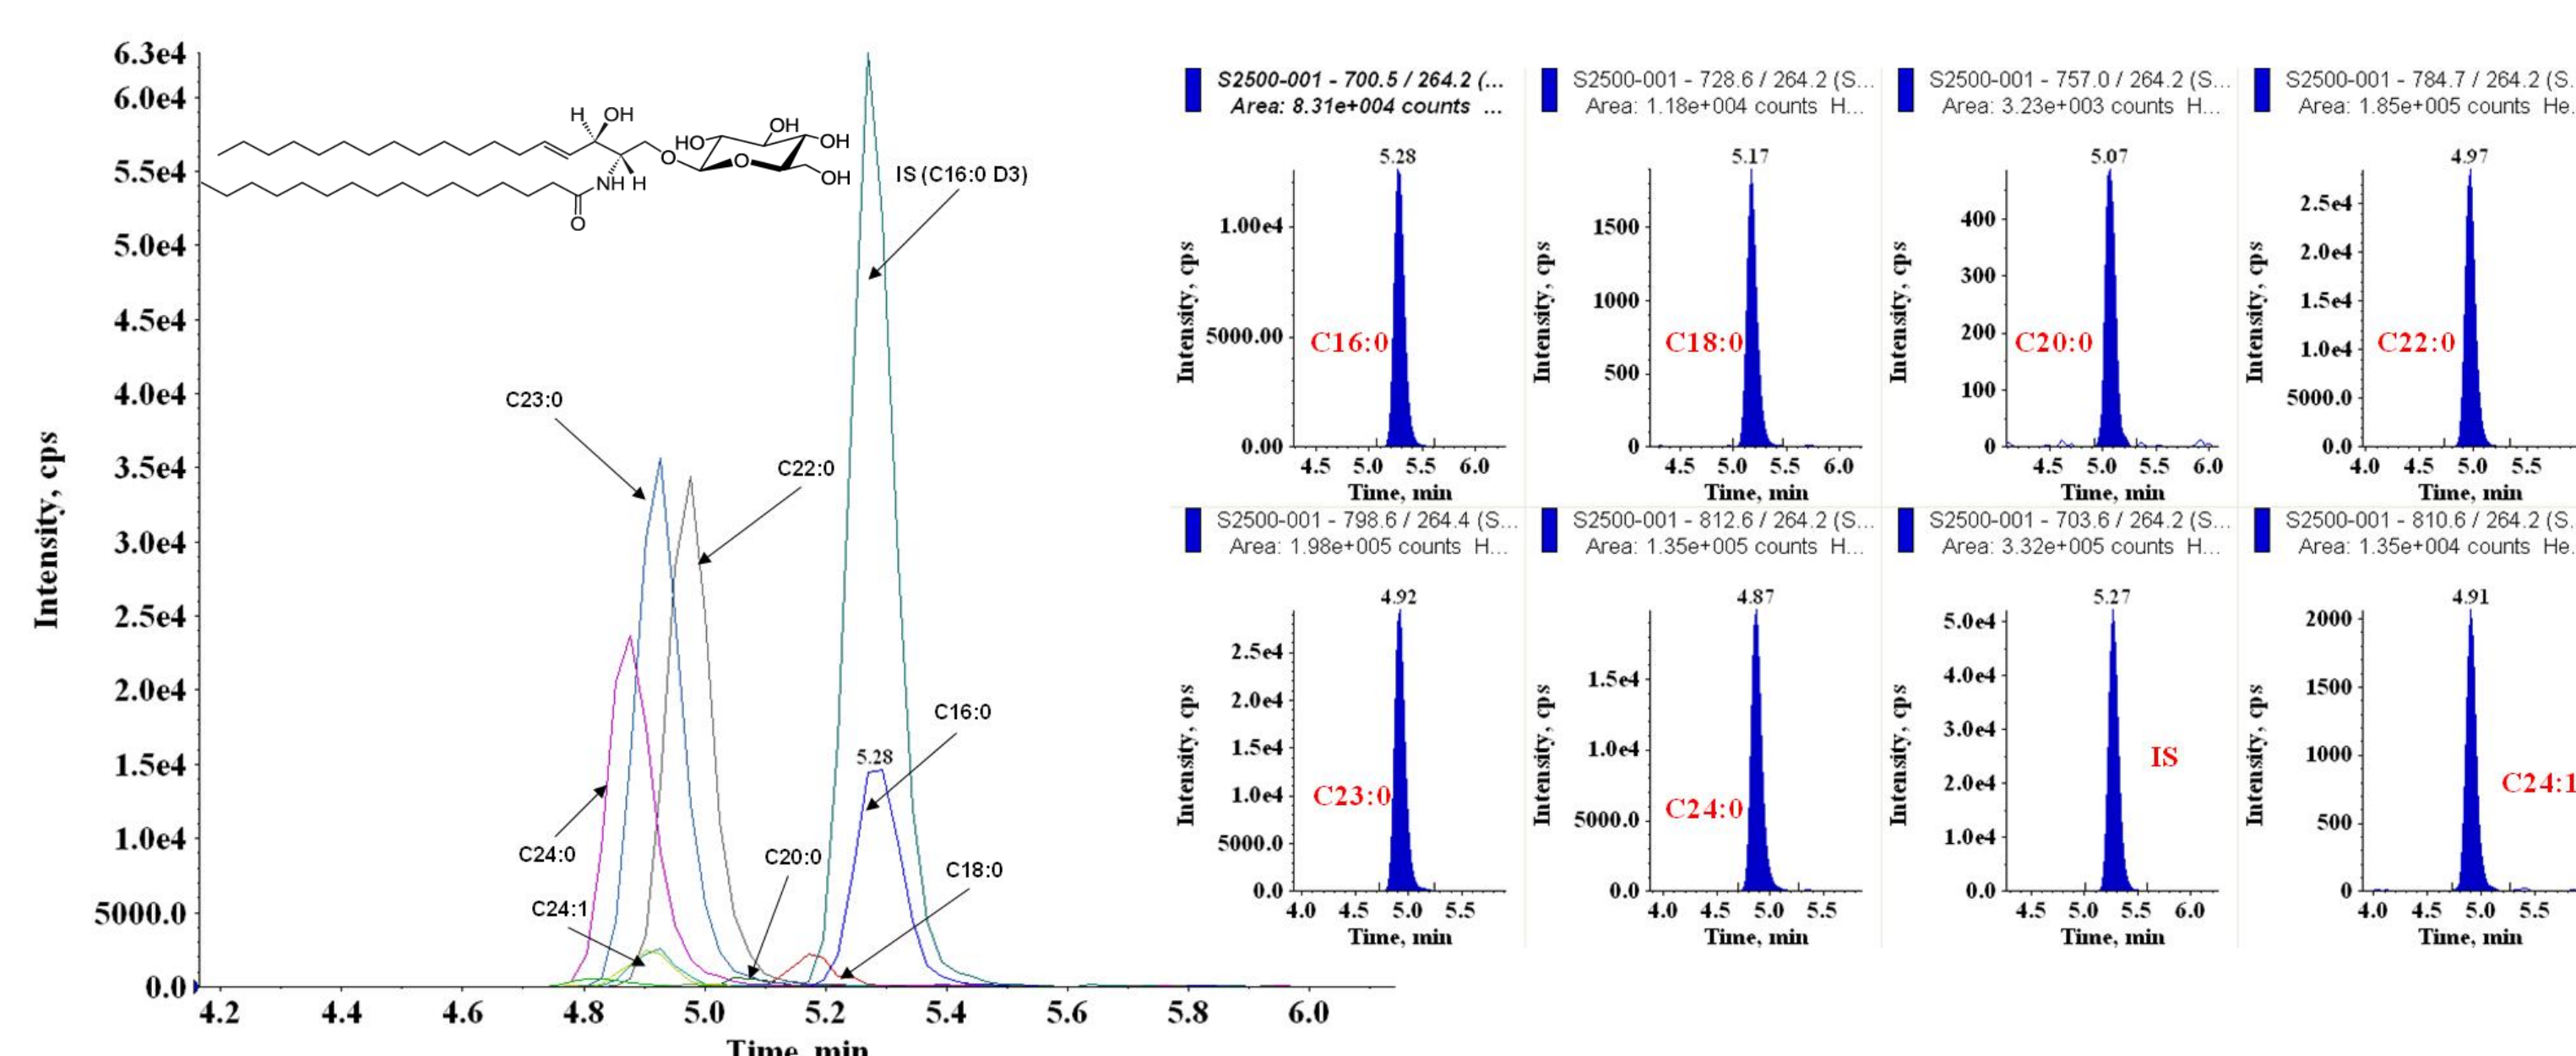 6.3e4
6.0e4
5.5e4
5.0e4
4.5e4
4.0e4
3.5e4
3.0e4
2.5e4
2.0e4
1.5e4
1.0e4
5000.0
0.0
Intensity, cps
4.2 4.4 4.6 4.8 5.0 5.2 5.4 5.6 5.8 6.0
Time, min
H OH
HO OH OH
O O OH
NH H
O
IS (C16:0 D3)
C23:0
C22:0
C16:0
5.28
C24:0
C20:0
C18:0
C24:1
S2500-001 - 700.5 / 264.2 (...
Area: 8.31e+004 counts ...
5.28
1.00e4
5000.00
0.00
Intensity, cps
C16:0
4.5 5.0 5.5 6.0
Time, min
S2500-001 - 728.6 / 264.2 (S...
Area: 1.18e+004 counts H...
5.17
1500
1000
500
0
Intensity, cps
C18:0
4.5 5.0 5.5 6.0
Time, min
S2500-001 - 757.0 / 264.2 (S...
Area: 3.23e+003 counts H...
5.07
400
300
200
100
0
Intensity, cps
C20:0
4.5 5.0 5.5 6.0
Time, min
S2500-001 - 784.7 / 264.2 (S.
Area: 1.85e+005 counts He.
4.97
2.5e4
2.0e4
1.5e4
1.0e4
5000.0
0.0
Intensity, cps
C22:0
4.0 4.5 5.0 5.5
Time, min
S2500-001 - 798.6 / 264.4 (S...
Area: 1.98e+005 counts H...
4.92
2.5e4
2.0e4
1.5e4
1.0e4
5000.0
0.0
Intensity, cps
C23:0
4.0 4.5 5.0 5.5
Time, min
S2500-001 - 812.6 / 264.2 (S...
Area: 1.35e+005 counts H...
4.87
1.5e4
1.0e4
5000.0
0.0
Intensity, cps
C24:0
4.0 4.5 5.0 5.5
Time, min
S2500-001 - 703.6 / 264.2 (S...
Area: 3.32e+005 counts H...
5.27
5.0e4
4.0e4
3.0e4
2.0e4
1.0e4
0.0
Intensity, cps
IS
4.5 5.0 5.5 6.0
Time, min
S2500-001 - 810.6 / 264.2 (S.
Area: 1.35e+004 counts He.
4.91
2000
1500
1000
500
0
Intensity, cps
C24:1
4.0 4.5 5.0 5.5
Time, min